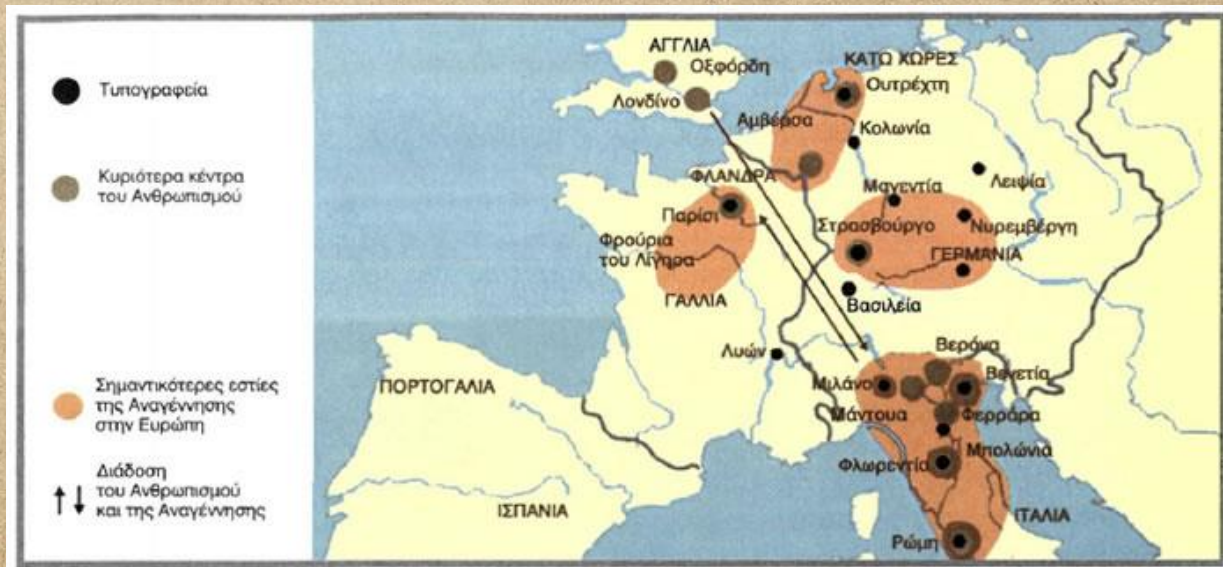 Τυπογραφεία
Κυριότερα κέντρα
του Ανθρωπισμού
Σημαντικότερες εστίες
της Αναγέννησης
στην Ευρώπη
Διάδοση
του Ανθρωπισμού
και της Αναγέννησης
ΑΓΓΛΙΑ
Οξφόρδη
Λονδίνο
ΚΑΤΩ ΧΩΡΕΣ
Ουτρέχτη
Αμβέρσα
Κολωνία
ΦΛΑΝΔΡΑ
Λειψία
Μαγεντία
Παρίσι
Στρασβούργο
Νυρεμβέργη
Φρούρια
του Λίγηρα
ΓΕΡΜΑΝΙΑ
ΓΑΛΛΙΑ
Βασιλεία
Λυών
Βερόνα
ΠΟΡΤΟΓΑΛΙΑ
Μιλάνο
Βενετία
Μάντουα
Φερράρα
Μπολώνια
Φλωρεντία
ΙΣΠΑΝΙΑ
ΙΤΑΛΙΑ
Ρώμη